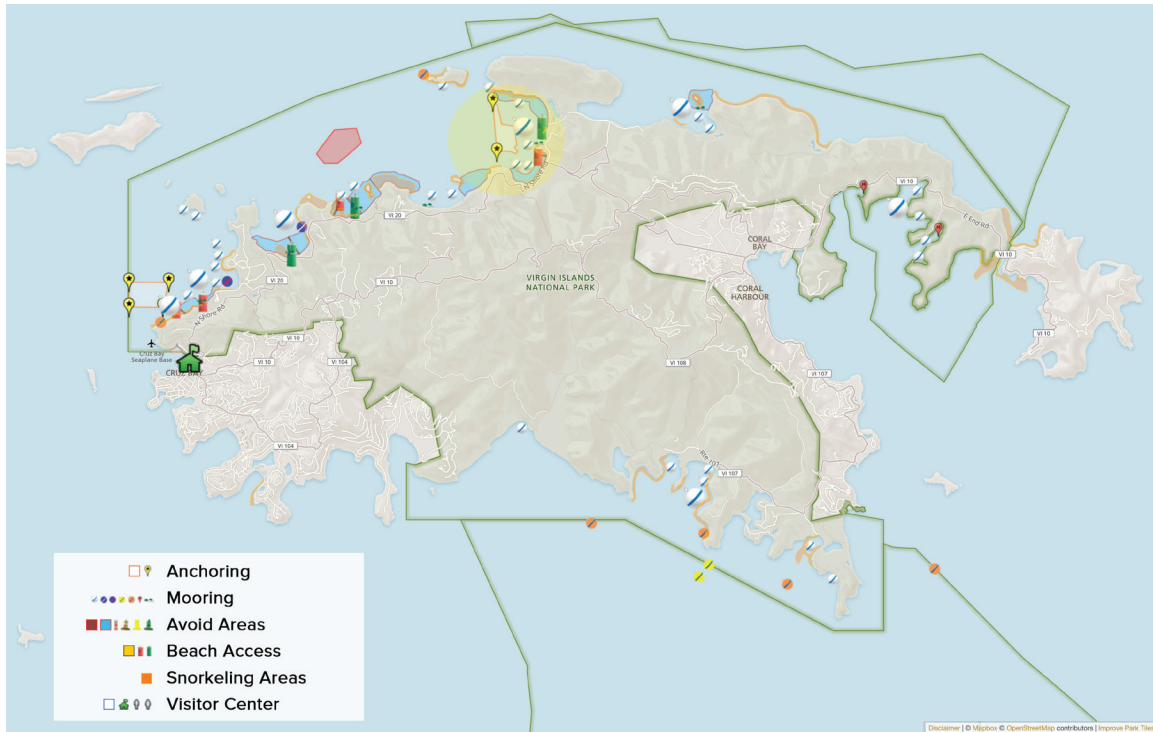 VI 10
N Shore Rd
VI 20
E End Rd
VI 10
CORAL
BAY
VIRGIN ISLANDS
NATIONAL PARK
CORAL
HARBOUR
VI 20
VI 10
N Shore Rd
VI 10
VI 10
Cruz Bay
Seaplane Base
VI 10
VI 104
VI 108
CRUZ BAY
VI 107
VI 104
Rte 107
VI 107
Anchoring
Mooring
Avoid Areas
Beach Access
Snorkeling Areas
Visitor Center
Disclaimer | © Mapbox © OpenStreetMap contributors | Improve Park Tiles